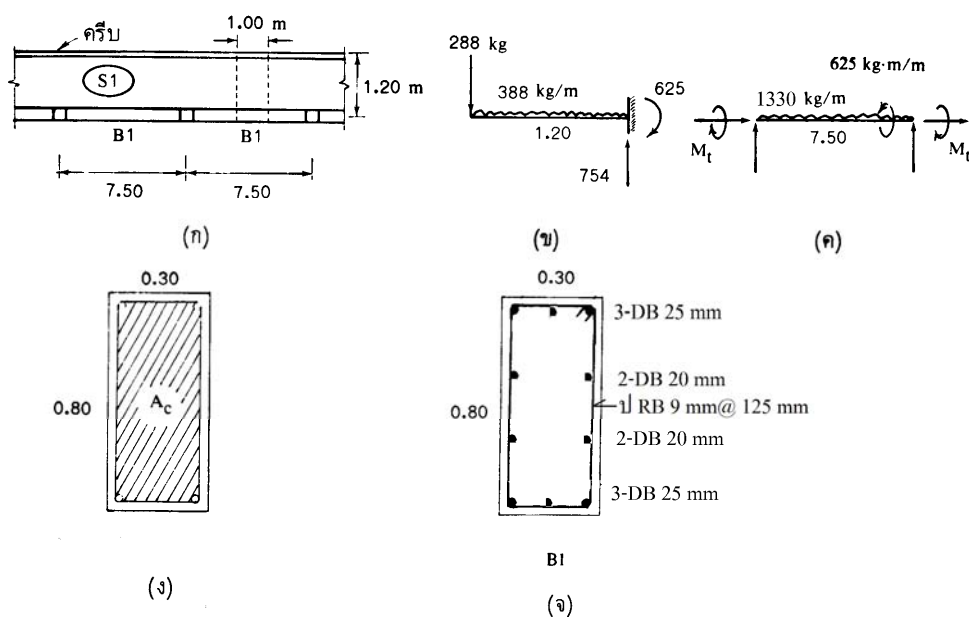 ครีบ
1.00 m
S1
1.20 m
B1
B1
7.50
7.50
(ก)
288 kg
388 kg/m
625
1.20
754
(ข)
625 kg·m/m
1330 kg/m
Mt
7.50
Mt
(ค)
0.30
0.80
Ac
(ง)
0.30
3-DB 25 mm
2-DB 20 mm
0.80
ป RB 9 mm@ 125 mm
2-DB 20 mm
3-DB 25 mm
B1
(จ)